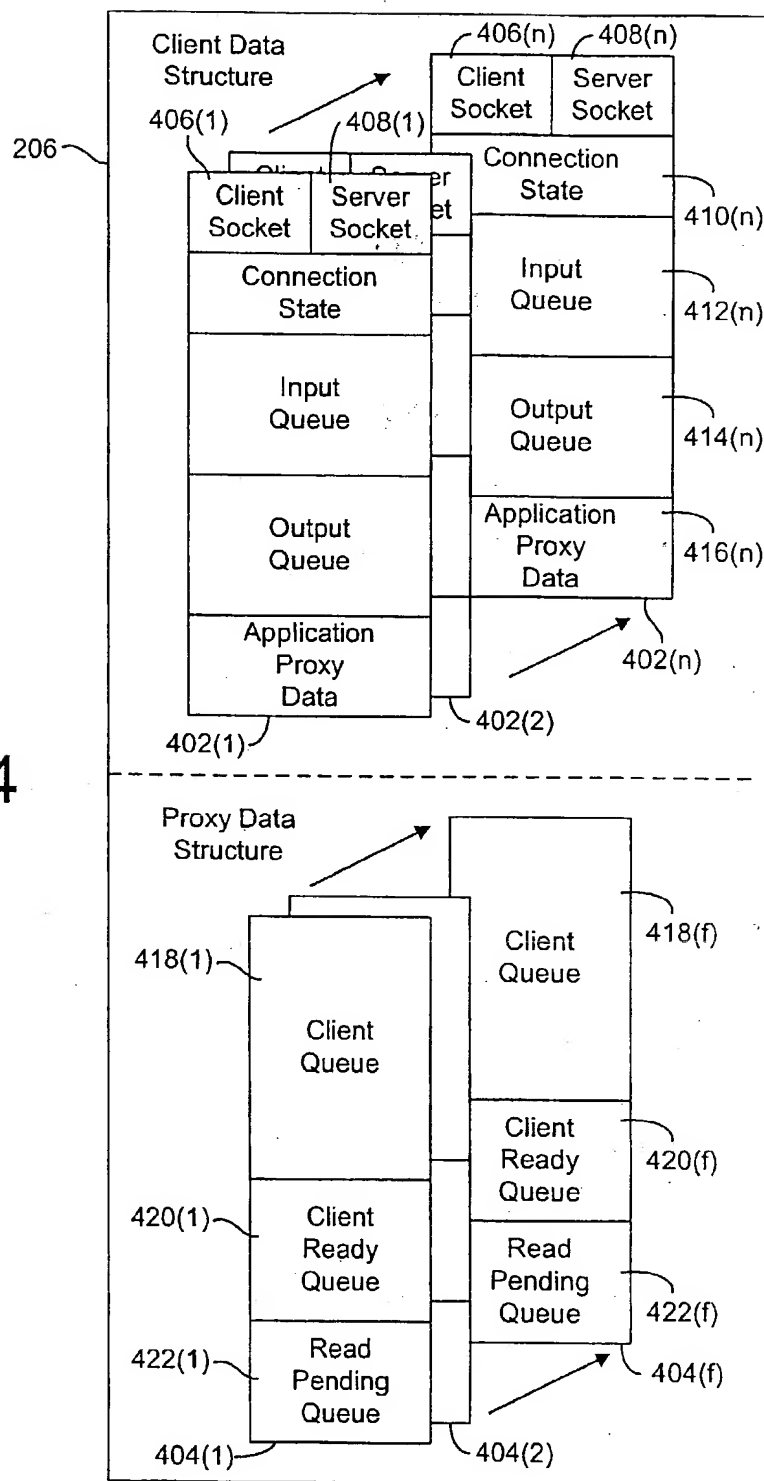 406(n)
408(n)
Client Data
Structure
Client
Socket
Server
Socket
406(1)
408(1)
206
Connection
State
410(n)
Client
Socket
Server
Socket
Connection
State
Input
Queue
412(n)
Input
Queue
Output
Queue
414(n)
Output
Queue
Application
Proxy
Data
416(n)
Application
Proxy
Data
402(n)
402(2)
402(1)
4
Proxy Data
Structure
418(f)
418(1)
Client
Queue
Client
Queue
Client
Ready
Queue
420(f)
420(1)
Client
Ready
Queue
Read
Pending
Queue
422(f)
422(1)
Read
Pending
Queue
404(f)
404(1)
404(2)